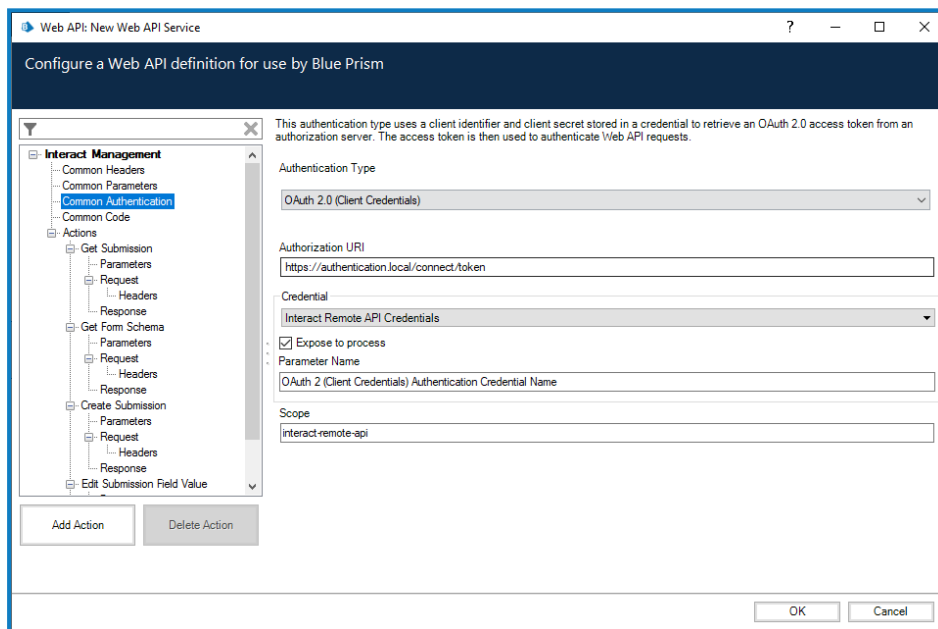 Web API: New Web API Service
Configure a Web API definition for use by Blue Prism
This authentication type uses a client identifier and client secret stored in a credential to retrieve an OAuth 2.0 access token from an
authorization server. The access token is then used to authenticate Web API requests.
Interact Management
Common Headers
Common Parameters
Common Authentication
Common Code
Actions
Get Submission
Parameters
Request
Headers
Response
Get Form Schema
Parameters
Request
Headers
Response
Create Submission
Parameters
Request
Headers
Response
Edit Submission Field Value
Add Action
Delete Action
Authentication Type
OAuth 2.0 (Client Credentials)
Authorization URI
https://authentication.local/connect/token
Credential
Interact Remote API Credentials
Expose to process
Parameter Name
OAuth 2 (Client Credentials) Authentication Credential Name
Scope
interact-remote-api
OK
Cancel